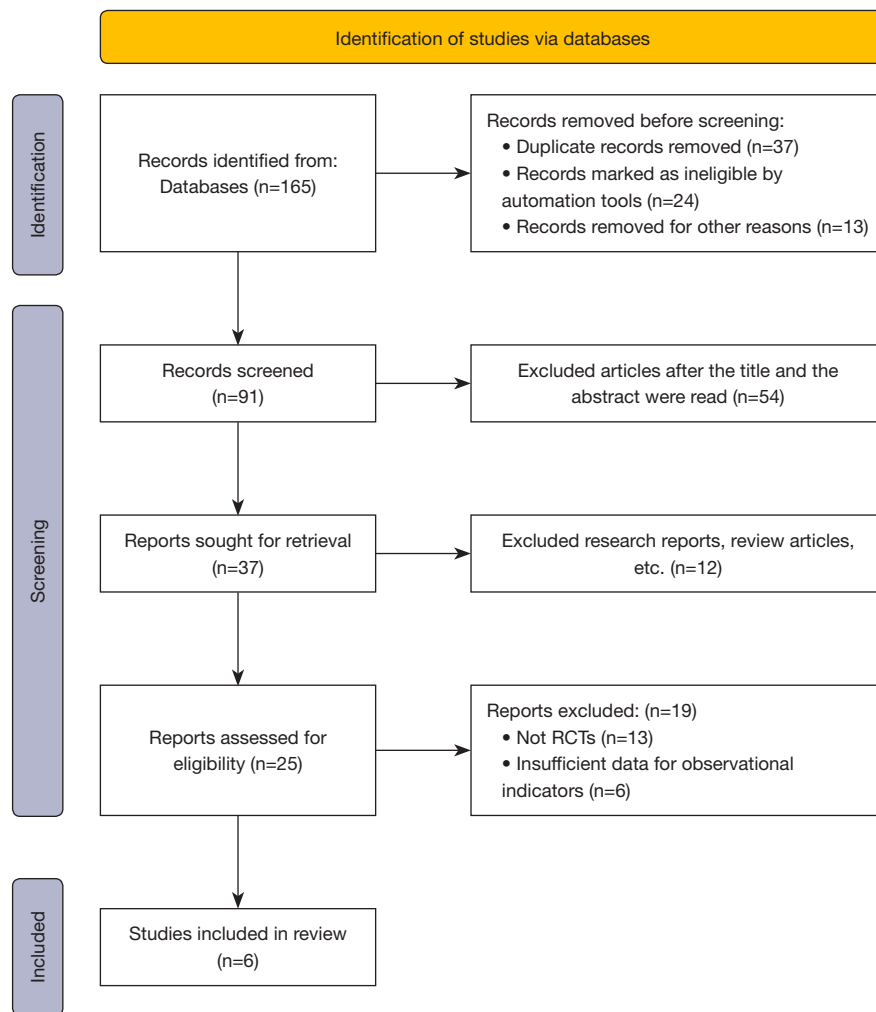 Identification of studies via databases
Identification
Records identified from:
Databases (n=165)
Records removed before screening:
• Duplicate records removed (n=37)
• Records marked as ineligible by
automation tools (n=24)
• Records removed for other reasons (n=13)
Screening
Records screened
(n=91)
Excluded articles after the title and the
abstract were read (n=54)
Reports sought for retrieval
(n=37)
Excluded research reports, review articles,
etc. (n=12)
Reports assessed for
eligibility (n=25)
Reports excluded: (n=19)
• Not RCTs (n=13)
• Insufficient data for observational
indicators (n=6)
Included
Studies included in review
(n=6)